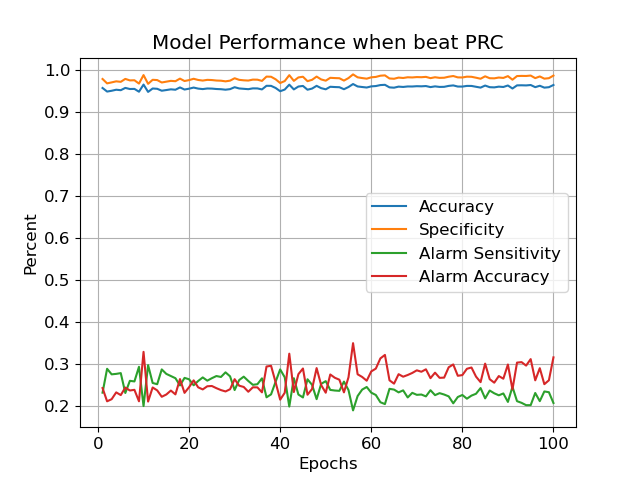 Model Performance when beat PRC
1.0
0.9
0.8
0.7
0.6
0.5
0.4
0.3
0.2
Percent
Accuracy
Specificity
Alarm Sensitivity
Alarm Accuracy
0 20 40 60 80 100
Epochs